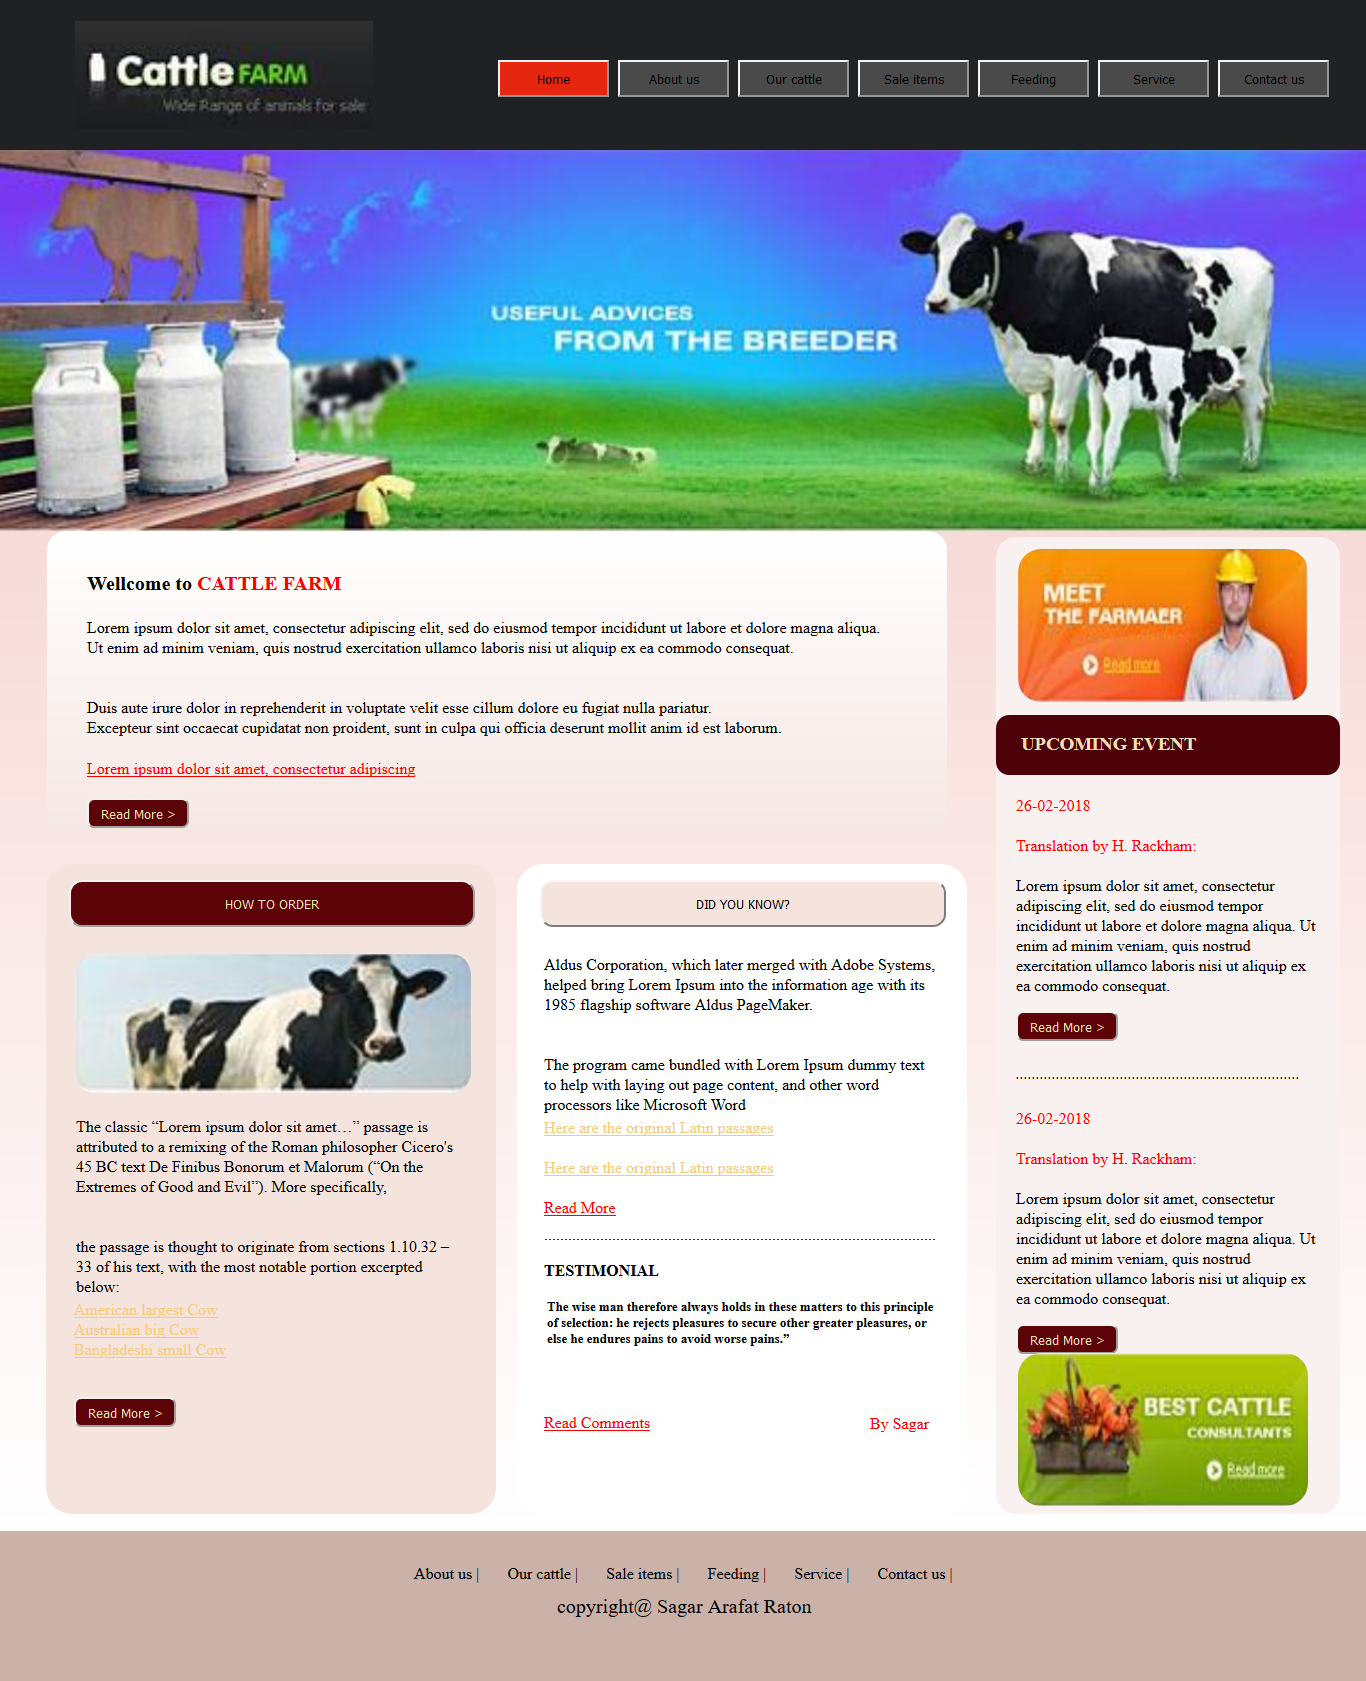 Cattle FARM
Wide Range of animals for sale
Home
About us
Our cattle
Sale items
Feeding
Service
Contact us
USEFUL ADVICES
FROM THE BREEDER
Wellcome to CATTLE FARM
Lorem ipsum dolor sit amet, consectetur adipiscing elit, sed do eiusmod tempor incididunt ut labore et dolore magna aliqua.
Ut enim ad minim veniam, quis nostrud exercitation ullamco laboris nisi ut aliquip ex ea commodo consequat.
Duis aute irure dolor in reprehenderit in voluptate velit esse cillum dolore eu fugiat nulla pariatur.
Excepteur sint occaecat cupidatat non proident, sunt in culpa qui officia deserunt mollit anim id est laborum.
Lorem ipsum dolor sit amet, consectetur adipiscing
Read More >
HOW TO ORDER
The classic “Lorem ipsum dolor sit amet…” passage is
attributed to a remixing of the Roman philosopher Cicero's
45 BC text De Finibus Bonorum et Malorum (“On the
Extremes of Good and Evil”). More specifically,
the passage is thought to originate from sections 1.10.32 –
33 of his text, with the most notable portion excerpted
below:
American largest Cow
Australian big Cow
Bangladeshi small Cow
Read More >
DID YOU KNOW?
Aldus Corporation, which later merged with Adobe Systems,
helped bring Lorem Ipsum into the information age with its
1985 flagship software Aldus PageMaker.
The program came bundled with Lorem Ipsum dummy text
to help with laying out page content, and other word
processors like Microsoft Word
Here are the original Latin passages
Here are the original Latin passages
Read More
TESTIMONIAL
The wise man therefore always holds in these matters to this principle
of selection: he rejects pleasures to secure other greater pleasures, or
else he endures pains to avoid worse pains.”
Read Comments
By Sagar
MEET
THE FARMAER
Read more
UPCOMING EVENT
26-02-2018
Translation by H. Rackham:
Lorem ipsum dolor sit amet, consectetur
adipiscing elit, sed do eiusmod tempor
incididunt ut labore et dolore magna aliqua. Ut
enim ad minim veniam, quis nostrud
exercitation ullamco laboris nisi ut aliquip ex
ea commodo consequat.
Read More >
26-02-2018
Translation by H. Rackham:
Lorem ipsum dolor sit amet, consectetur
adipiscing elit, sed do eiusmod tempor
incididunt ut labore et dolore magna aliqua. Ut
enim ad minim veniam, quis nostrud
exercitation ullamco laboris nisi ut aliquip ex
ea commodo consequat.
Read More >
BEST CATTLE
CONSULTANTS
Read more
About us | Our cattle | Sale items | Feeding | Service | Contact us |
copyright@ Sagar Arafat Raton